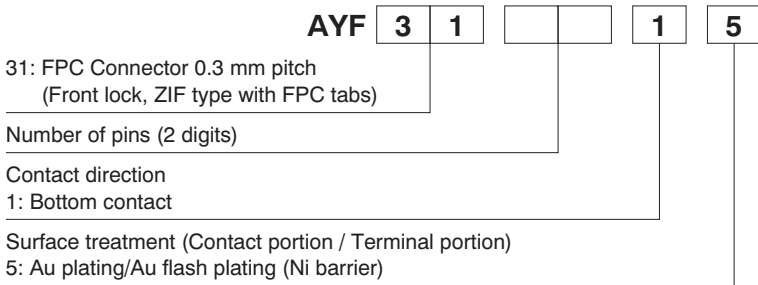 AYF 3 1 1 5
31: FPC Connector 0.3 mm pitch
(Front lock, ZIF type with FPC tabs)
Number of pins (2 digits)
Contact direction
1: Bottom contact
Surface treatment (Contact portion / Terminal portion)
5: Au plating/Au flash plating (Ni barrier)